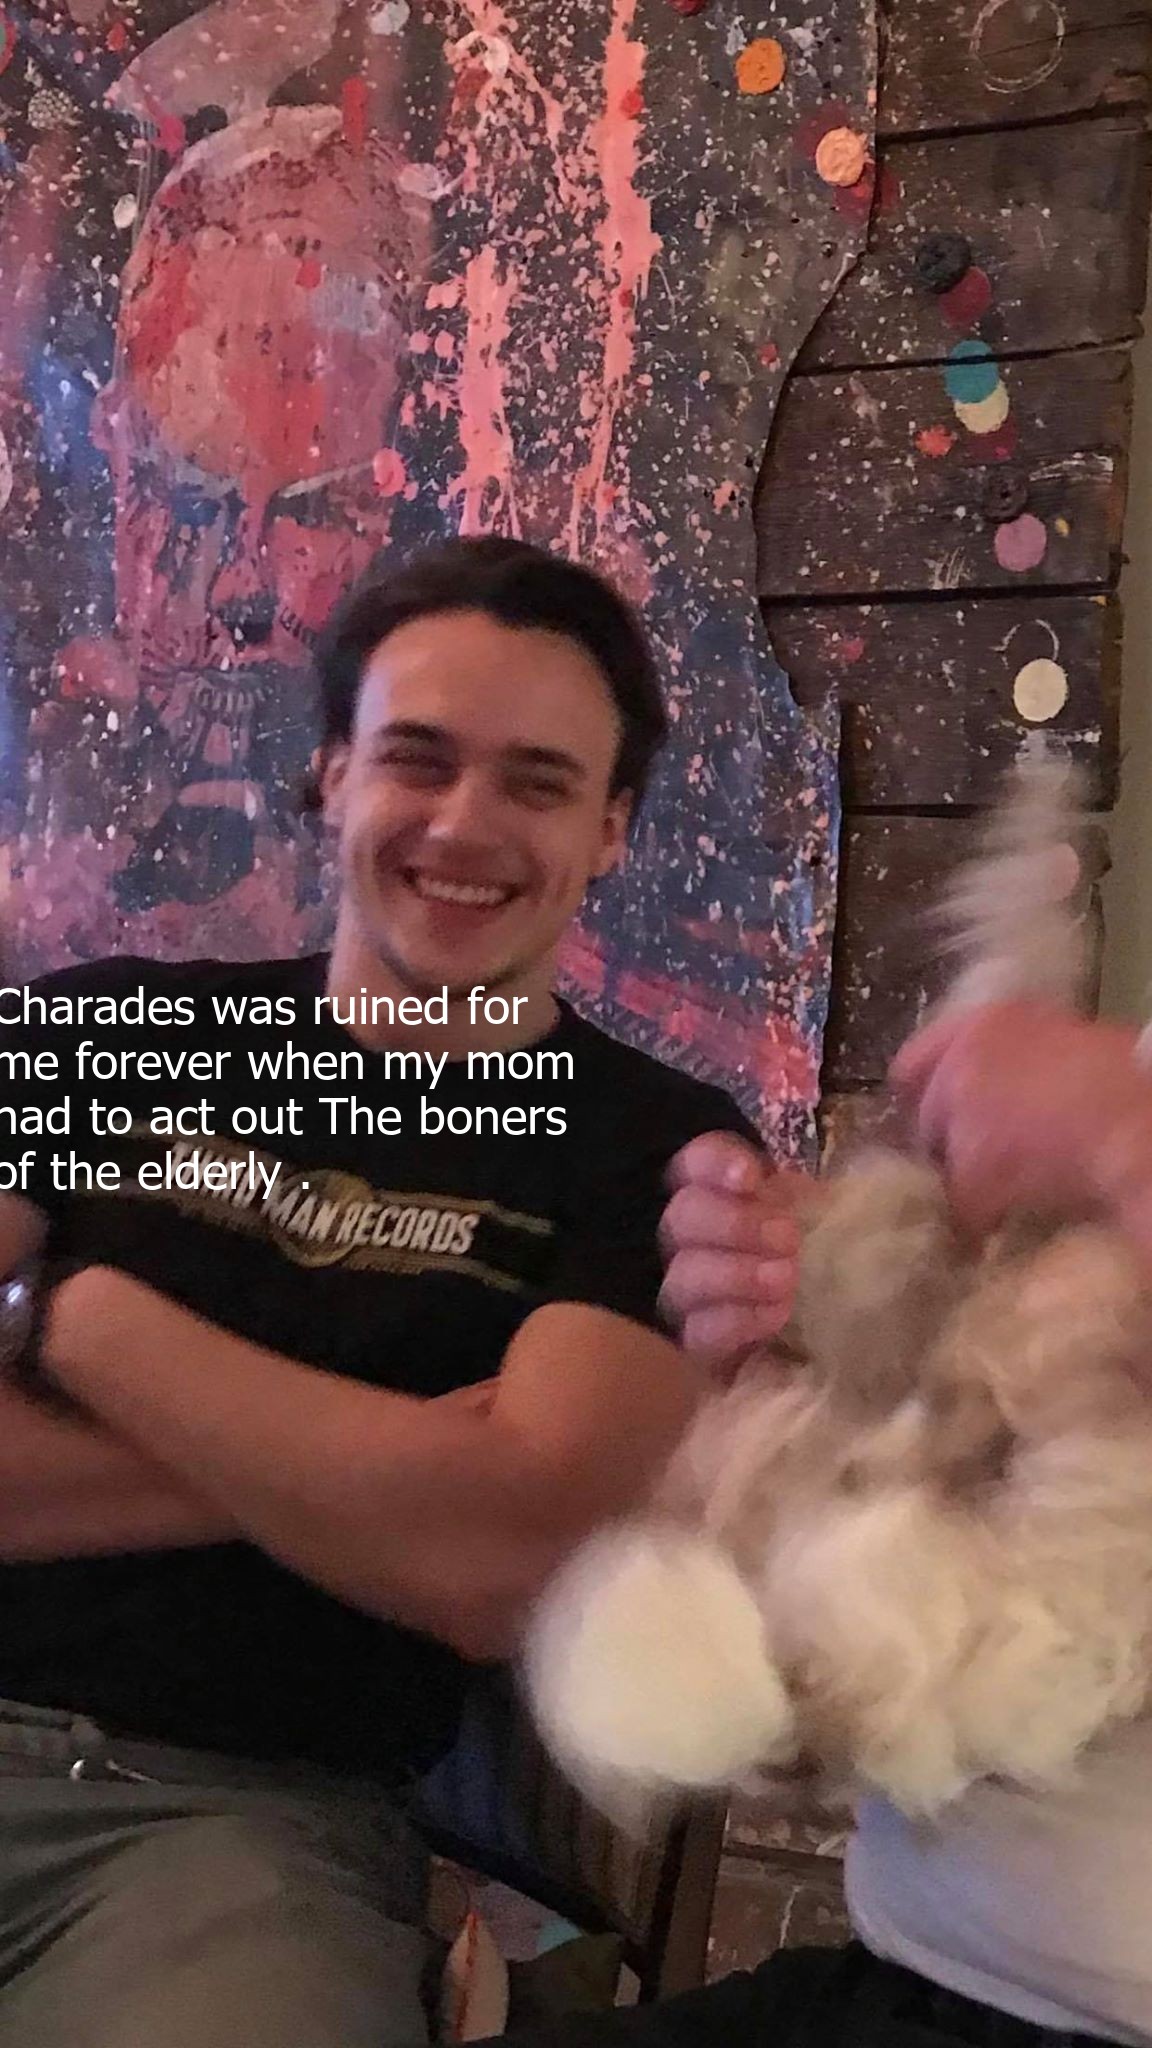 Charades was ruined for
me forever when my mom
had to act out The boners
of the elderly .
MAN RECORDS